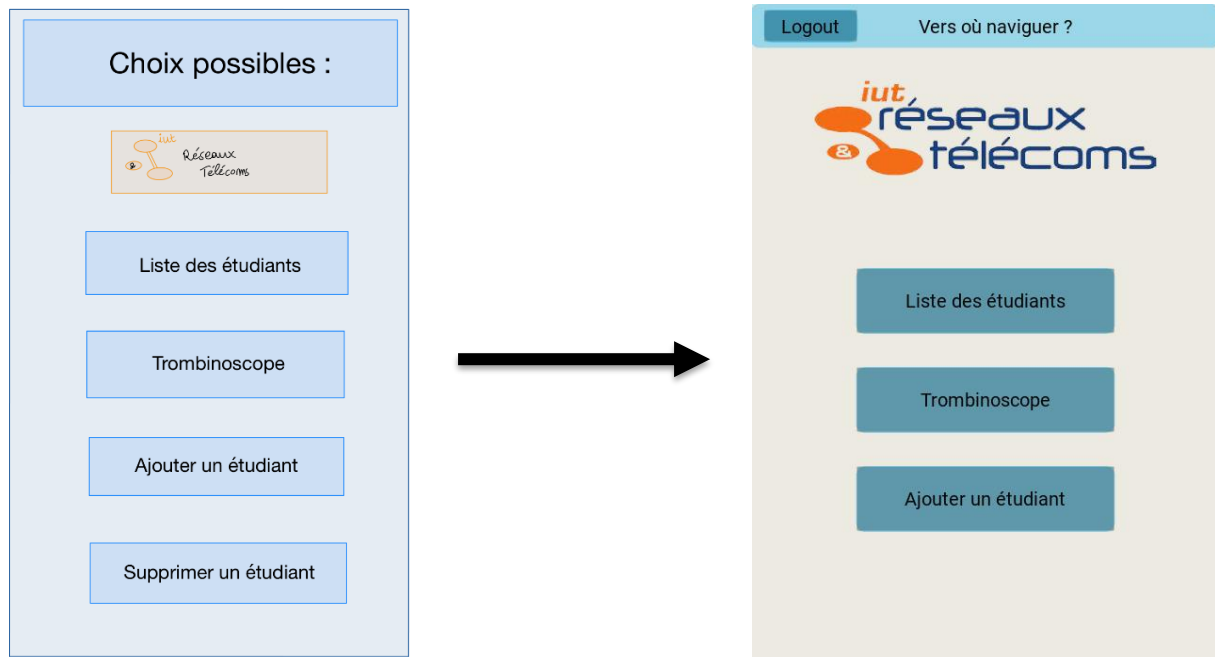 Choix possibles :
iut
Réseaux
&
Télécoms
Liste des étudiants
Trombinoscope
Ajouter un étudiant
Supprimer un étudiant
Logout
Vers où naviguer ?
iut
réseaux
& télécoms
Liste des étudiants
Trombinoscope
Ajouter un étudiant